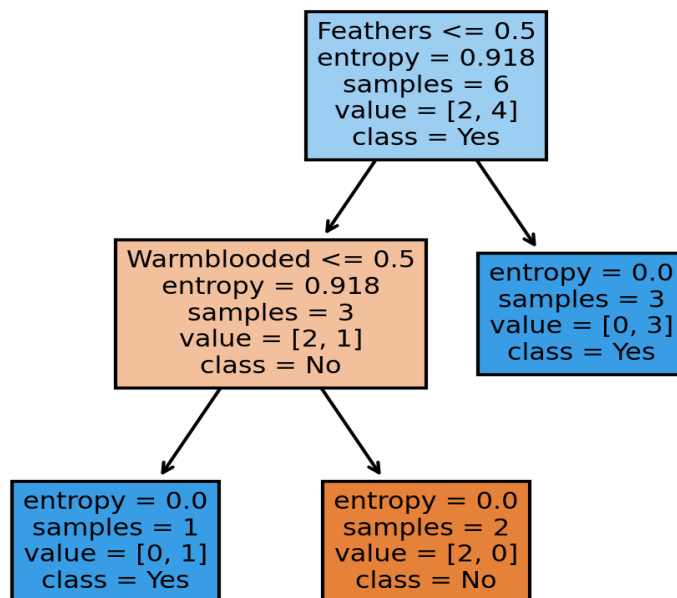 Feathers <= 0.5
entropy = 0.918
samples = 6
value = [2, 4]
class = Yes
Warmblooded <= 0.5
entropy = 0.918
samples = 3
value = [2, 1]
class = No
entropy = 0.0
samples = 3
value = [0, 3]
class = Yes
entropy = 0.0
samples = 1
value = [0, 1]
class = Yes
entropy = 0.0
samples = 2
value = [2, 0]
class = No